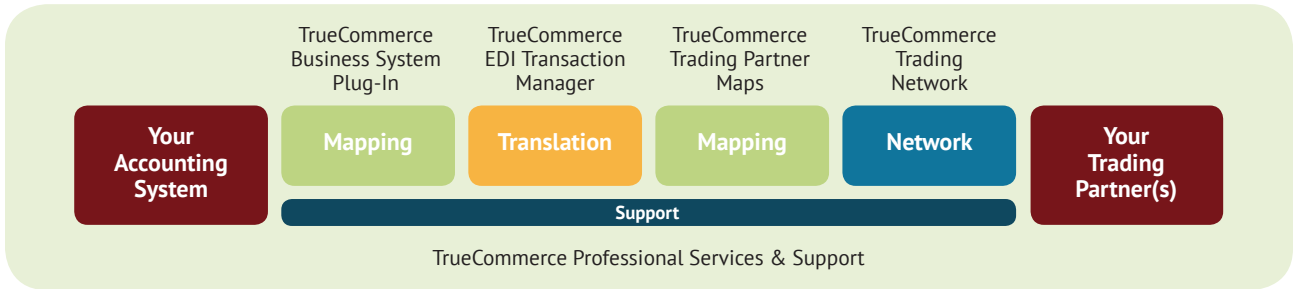 TrueCommerce
Business System
Plug-In
TrueCommerce
EDI Transaction
Manager
TrueCommerce
Trading Partner
Maps
TrueCommerce
Trading
Network
Your
Accounting
System
Mapping
Translation
Mapping
Network
Your
Trading
Partner(s)
Support
TrueCommerce Professional Services & Support